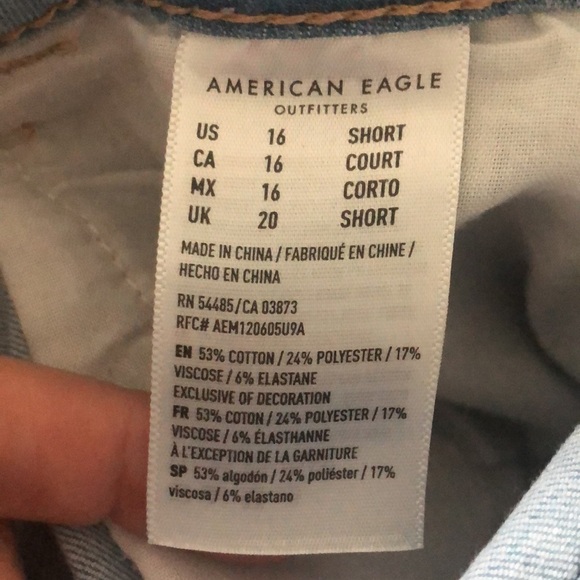 AMERICAN EAGLE
OUTFITTERS
US 16 SHORT
CA 16 COURT
MX 16 CORTO
UK 20 SHORT
MADE IN CHINA / FABRIQUÉ EN CHINE /
HECHO EN CHINA
RN 54485/CA 03873
RFC# AEM120605U9A
EN 53% COTTON / 24% POLYESTER / 17%
VISCOSE / 6% ELASTANE
EXCLUSIVE OF DECORATION
FR 53% COTON / 24% POLYESTER / 17%
VISCOSE / 6% ÉLASTHANNE
À L'EXCEPTION DE LA GARNITURE
SP 53% algodón / 24% poliéster / 17%
viscosa / 6% elastano